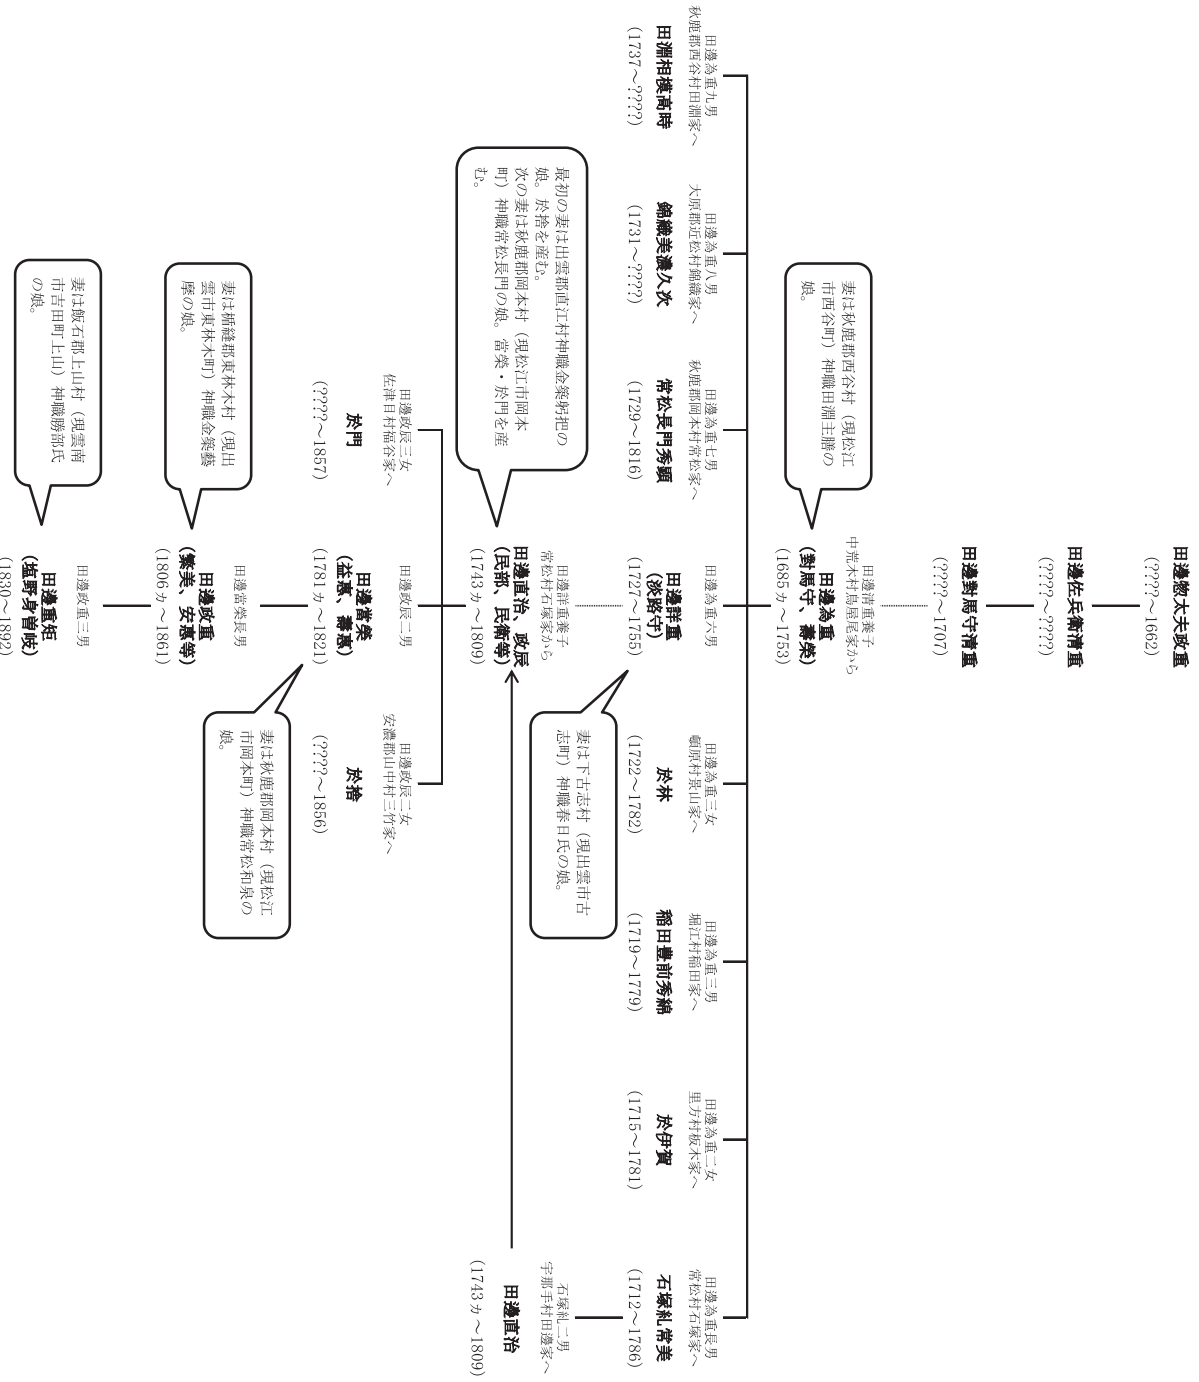 田邊惣太夫政重
(????～1662)
田邊佐兵衞清重
(????～????)
田邊對馬守清重
(????～1707)
田邊清重養子
中荒木村鳥屋尾家から
田邊為重
(對馬守、壽榮)
(1685ヵ～1753)
妻は秋鹿郡西谷村（現松江
市西谷町）神職田淵主膳の
娘。
田邊為重九男
秋鹿郡西谷村田淵家へ
田淵相模高時
(1737～????)
田邊為重八男
大原郡近松村錦織家へ
錦織美濃久次
(1731～????)
田邊為重七男
秋鹿郡岡本村常松家へ
常松長門秀顕
(1729～1816)
田邊為重六男
田邊詳重
(淡路守)
(1727～1755)
田邊為重三女
頓原村景山家へ
於林
(1722～1782)
田邊為重三男
堀江村稲田家へ
稲田豊前秀綿
(1719～1779)
田邊為重二女
里方村板木家へ
於伊賀
(1715～1781)
田邊為重長男
常松村石塚家へ
石塚糺常美
(1712～1786)
妻は下古志村（現出雲市古
志町）神職春日氏の娘。
最初の妻は出雲郡直江村神職金築躬把の
娘。於捨を産む。
次の妻は秋鹿郡岡本村（現松江市岡本
町）神職常松長門の娘。常榮・於門を産
む。
田邊詳重養子
常松村石塚家から
田邊直治、政辰
(民部、民衞等)
(1743ヵ～1809)
石塚糺二男
宇那手村田邊家へ
田邊直治
(1743ヵ～1809)
田邊政辰三女
佐津目村福谷家へ
於門
(????～1857)
田邊政辰二男
田邊常榮
(益惠、壽惠)
(1781ヵ～1821)
田邊政辰二女
安濃郡山中村三竹家へ
於捨
(????～1856)
妻は秋鹿郡岡本村（現松江
市岡本町）神職常松和泉の
娘。
妻は楯縫郡東林木村（現出
雲市東林木町）神職金築藝
摩の娘。
田邊常榮長男
田邊政重
(繁美、安惠等)
(1806ヵ～1861)
妻は飯石郡上山村（現雲南
市吉田町上山）神職勝部氏
の娘。
田邊政重三男
田邊重矩
(塩野身曽岐)
(1830～1892)